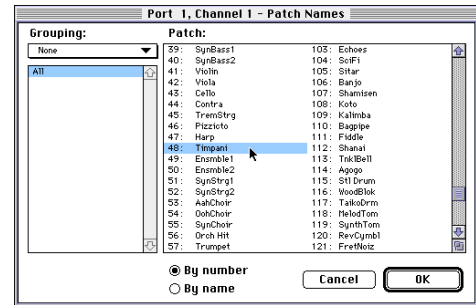 Port 1, Channel 1 - Patch Names
Grouping:
None
All
Patch:
39: SynBass1
40: SynBass2
41: Violin
42: Viola
43: Cello
44: Contra
45: TremStrg
46: Pizzicto
47: Harp
48: Timpani
49: Ensmble1
50: Ensmble2
51: SynStrg1
52: SynStrg2
53: AahChoir
54: OohChoir
55: SynChoir
56: Orch Hit
57: Trumpet
103: Echoes
104: SciFi
105: Sitar
106: Banjo
107: Shamisen
108: Koto
109: Kalimba
110: Bagpipe
111: Fiddle
112: Shanai
113: TnklBell
114: Agogo
115: Stl Drum
116: WoodBlok
117: TaikoDrm
118: MelodTom
119: SynthTom
120: RevCymbl
121: FretNoiz
By number
By name
Cancel
OK